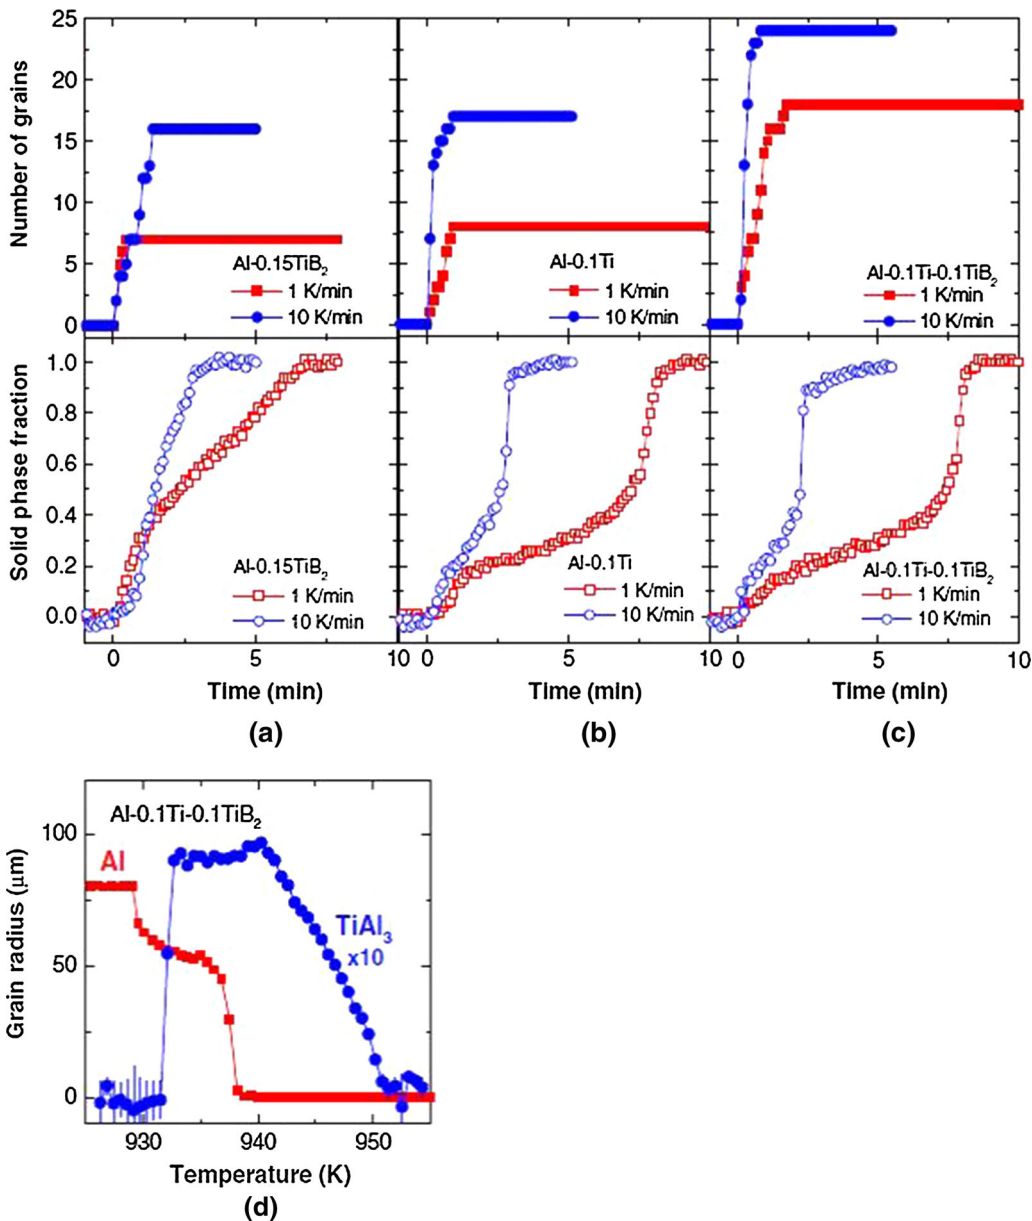 25
20
15
10
5
0
Number of grains
Al-0.15TiB2
1 K/min
10 K/min
Al-0.1Ti
1 K/min
10 K/min
Al-0.1Ti-0.1TiB2
1 K/min
10 K/min
1.0
0.8
0.6
0.4
0.2
0.0
Solid phase fraction
Al-0.15TiB2
1 K/min
10 K/min
Al-0.1Ti
1 K/min
10 K/min
Al-0.1Ti-0.1TiB2
1 K/min
10 K/min
0 5 10 0 5 10 0 5 10
Time (min) Time (min) Time (min)
(a) (b) (c)
Al-0.1Ti-0.1TiB2
100
50
0
Grain radius (μm)
Al
TiAl3
x10
930 940 950
Temperature (K)
(d)